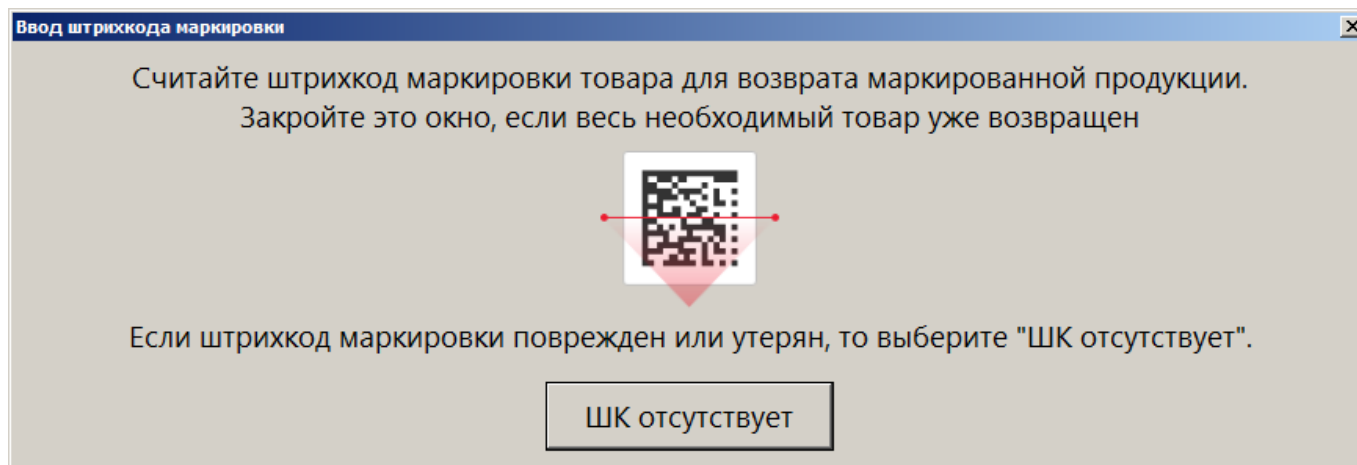 Ввод штрихкода маркировки
Считайте штрихкод маркировки товара для возврата маркированной продукции.
Закройте это окно, если весь необходимый товар уже возвращен
Если штрихкод маркировки поврежден или утерян, то выберите "ШК отсутствует".
ШК отсутствует